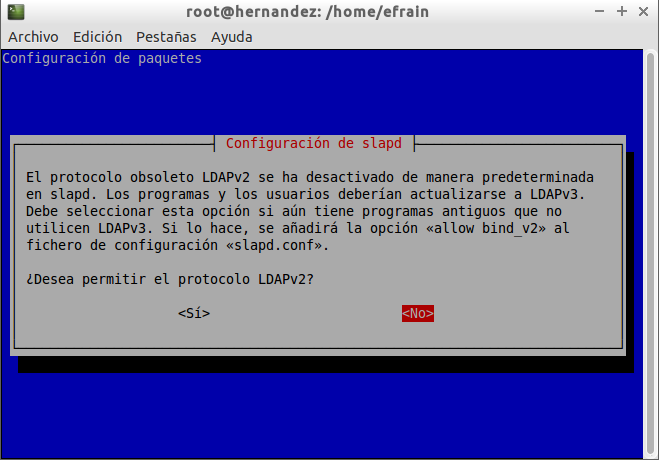 root@hernandez: /home/efrain
Archivo Edición Pestañas Ayuda
Configuración de paquetes
Configuración de slapd
El protocolo obsoleto LDAPv2 se ha desactivado de manera predeterminada
en slapd. Los programas y los usuarios deberían actualizarse a LDAPv3.
Debe seleccionar esta opción si aún tiene programas antiguos que no
utilicen LDAPv3. Si lo hace, se añadirá la opción «allow bind_v2» al
fichero de configuración «slapd.conf».
¿Desea permitir el protocolo LDAPv2?
<Sí> <No>